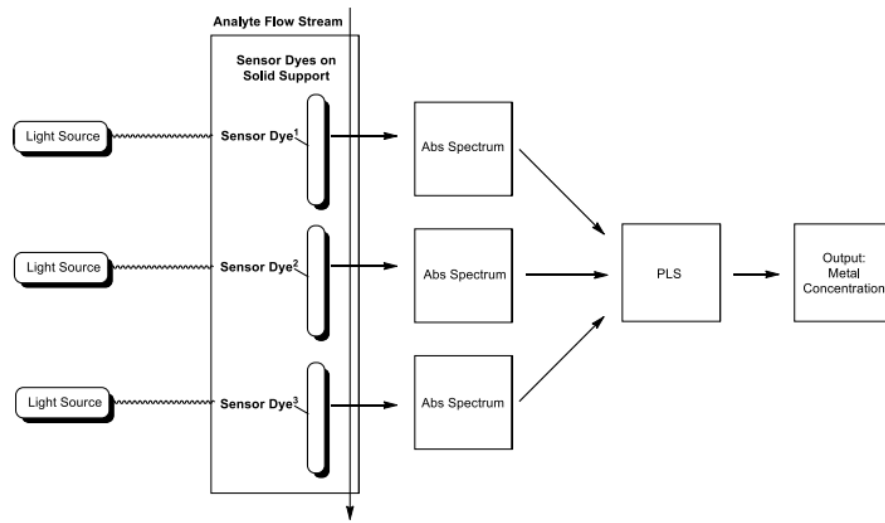 Analyte Flow Stream
Sensor Dyes on
Solid Support
Light Source
Sensor Dye1
Abs Spectrum
Light Source
Sensor Dye2
Abs Spectrum
PLS
Output:
Metal
Concentration
Light Source
Sensor Dye3
Abs Spectrum